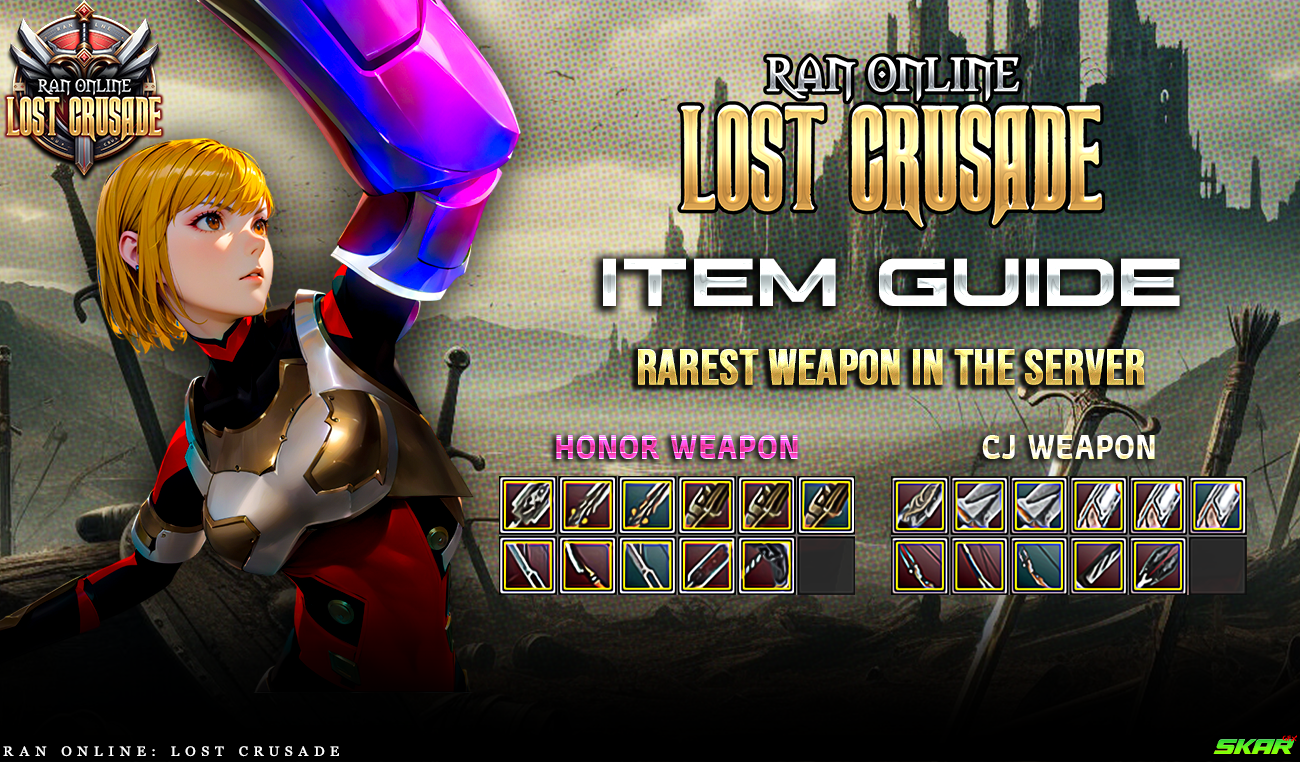 RAN ONLINE
LOST CRUSADE
RAN ONLINE
LOST CRUSADE
ITEM GUIDE
RAREST WEAPON IN THE SERVER
HONOR WEAPON
CJ WEAPON
RAN ONLINE: LOST CRUSADE
SKAR